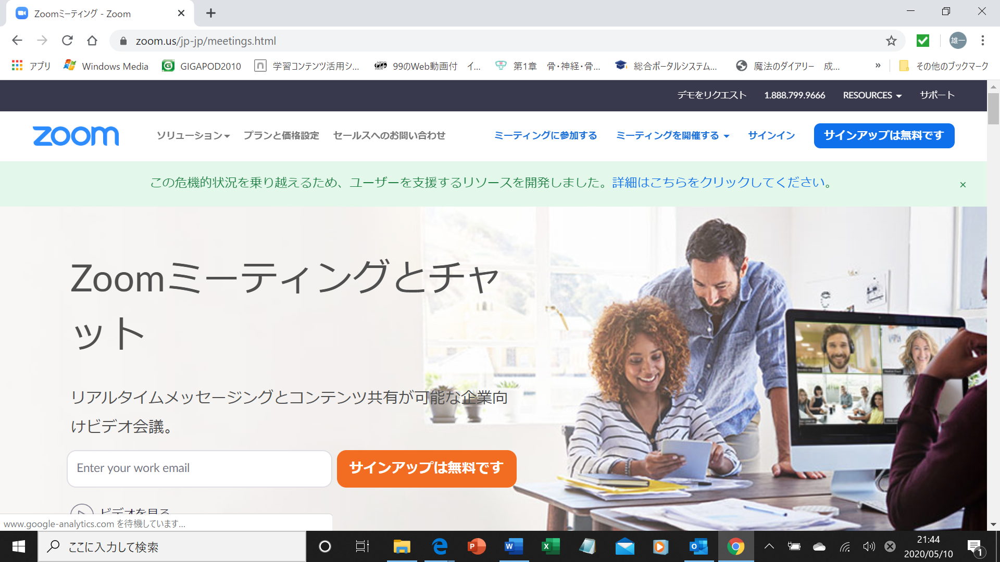 Zoomミーティング - Zoom
zoom.us/jp-jp/meetings.html
雄一
アプリ
Windows Media
GIGAPOD2010
学習コンテンツ活用シ...
99のWeb動画付 イ...
第1章 骨・神経・骨...
総合ポータルシステム...
魔法のダイアリー 成...
»
その他のブックマーク
デモをリクエスト
1.888.799.9666
RESOURCES
サポート
zoom
ソリューション
プランと価格設定
セールスへのお問い合わせ
ミーティングに参加する
ミーティングを開催する
サインイン
サインアップは無料です
この危機的状況を乗り越えるため、ユーザーを支援するリソースを開発しました。詳細はこちらをクリックしてください。
×
Zoomミーティングとチャ
ット
リアルタイムメッセージングとコンテンツ共有が可能な企業向
けビデオ会議。
Enter your work email
サインアップは無料です
ビデオを見る
www.google-analytics.com を待機しています...
ここに入力して検索
21:44
2020/05/10
1